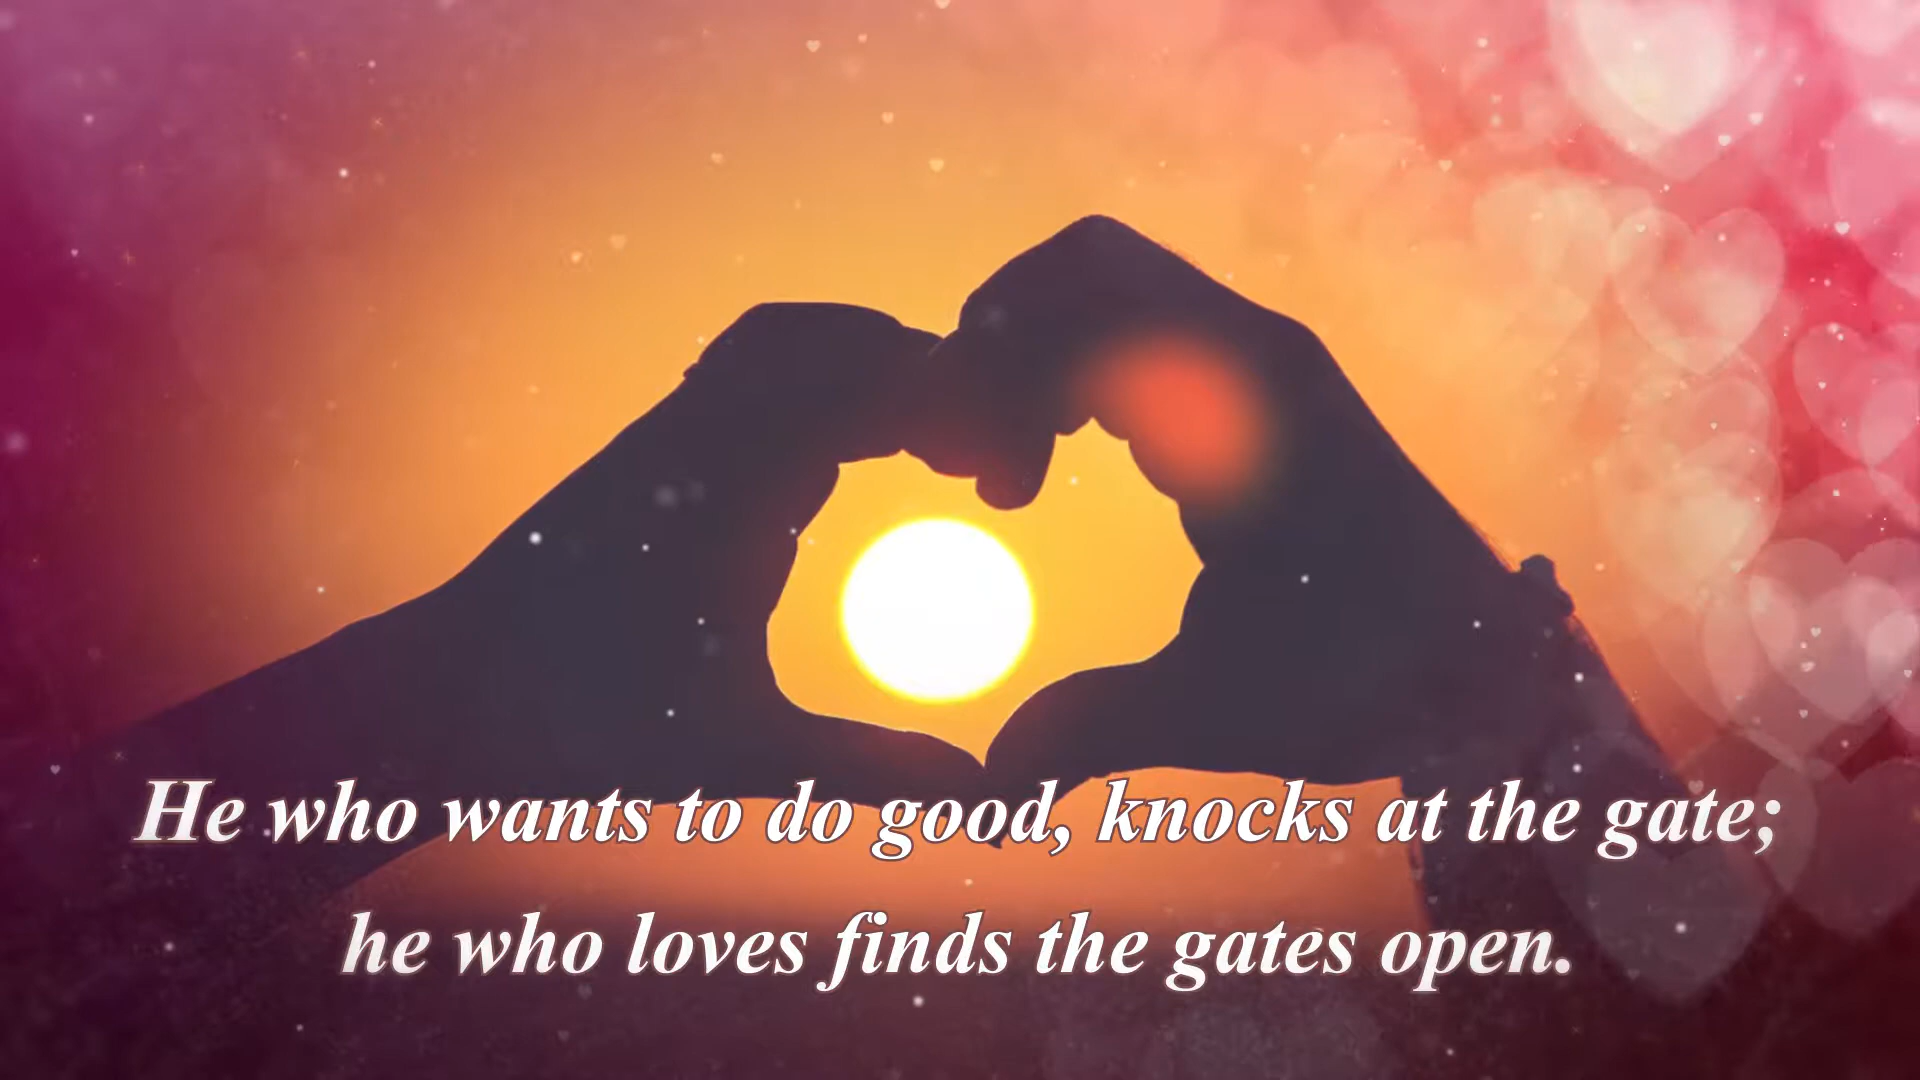 He who wants to do good, knocks at the gate;
he who loves finds the gates open.